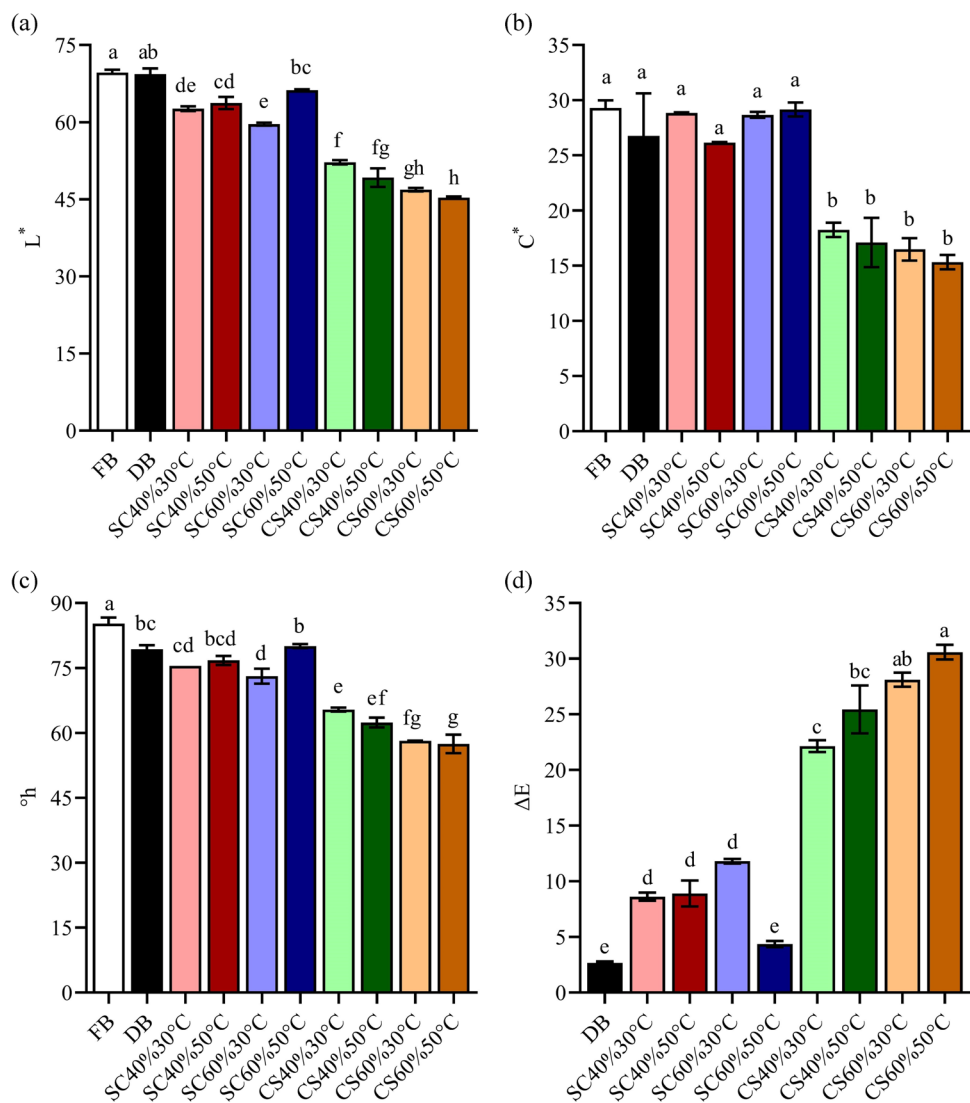 (a)
75
60
45
30
15
0
L*
a
ab
de
cd
e
bc
f
fg
gh
h
FB
DB
SC40%30°C
SC40%50°C
SC60%30°C
SC60%50°C
CS40%30°C
CS40%50°C
CS60%30°C
CS60%50°C
(b)
35
30
25
20
15
10
5
0
C*
a
a
a
a
a
a
b
b
b
b
FB
DB
SC40%30°C
SC40%50°C
SC60%30°C
SC60%50°C
CS40%30°C
CS40%50°C
CS60%30°C
CS60%50°C
(c)
90
75
60
45
30
15
0
°h
a
bc
cd
bcd
d
b
e
ef
fg
g
FB
DB
SC40%30°C
SC40%50°C
SC60%30°C
SC60%50°C
CS40%30°C
CS40%50°C
CS60%30°C
CS60%50°C
(d)
35
30
25
20
15
10
5
0
ΔE
e
d
d
d
e
c
bc
ab
a
DB
SC40%30°C
SC40%50°C
SC60%30°C
SC60%50°C
CS40%30°C
CS40%50°C
CS60%30°C
CS60%50°C